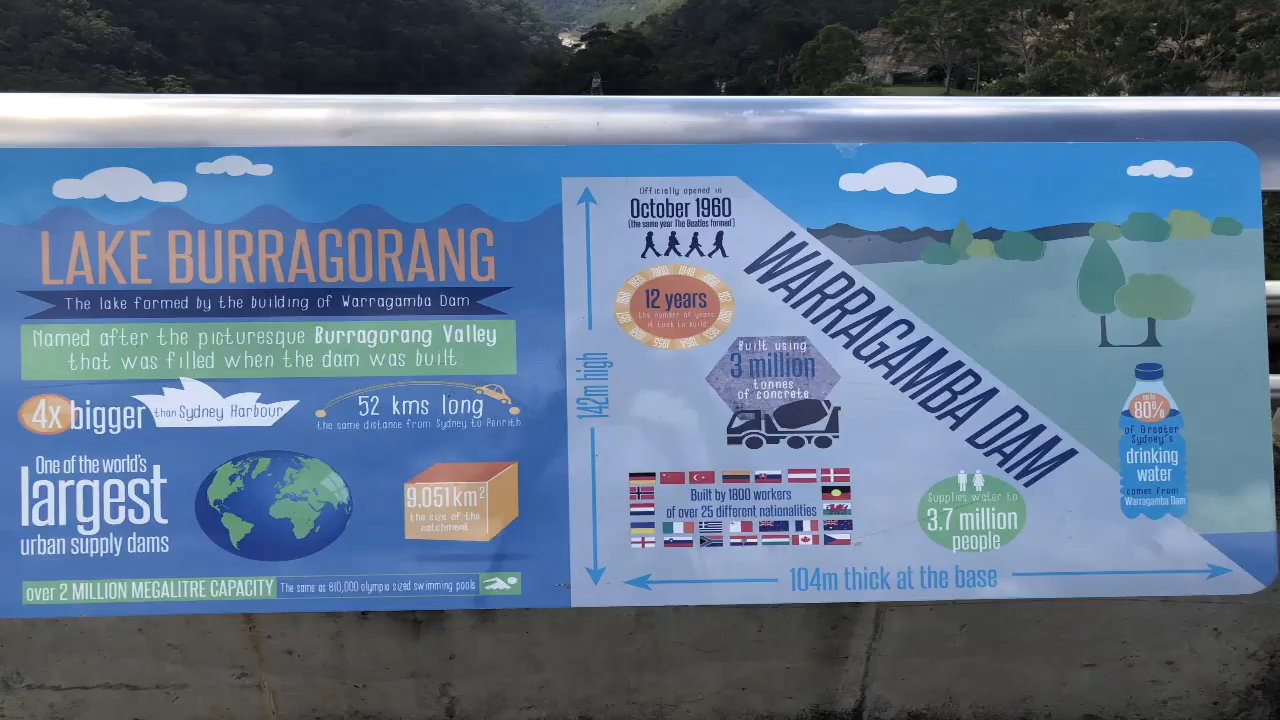 LAKE BURRAGORANG
The lake formed by the building of Warragamba Dam
Named after the picturesque Burragorang Valley
that was filled when the dam was built.
4x bigger than Sydney Harbour
52 kms long
the same distance from Sydney to Penrith
One of the world's
largest
urban supply dams
9,051km²
the size of the
catchment
over 2 MILLION MEGALITRE CAPACITY
The same as 810,000 olympic sized swimming pools
Officially opened in
October 1960
(the same year The Beatles formed)
12 years
the number of years
it took to build
Built using
3 million
tonnes
of concrete
142m high
WARRAGAMBA DAM
Built by 1800 workers
of over 25 different nationalities
Supplies water to
3.7 million
people
104m thick at the base
80%
of Greater
Sydney's
drinking
water
comes from
Warragamba Dam